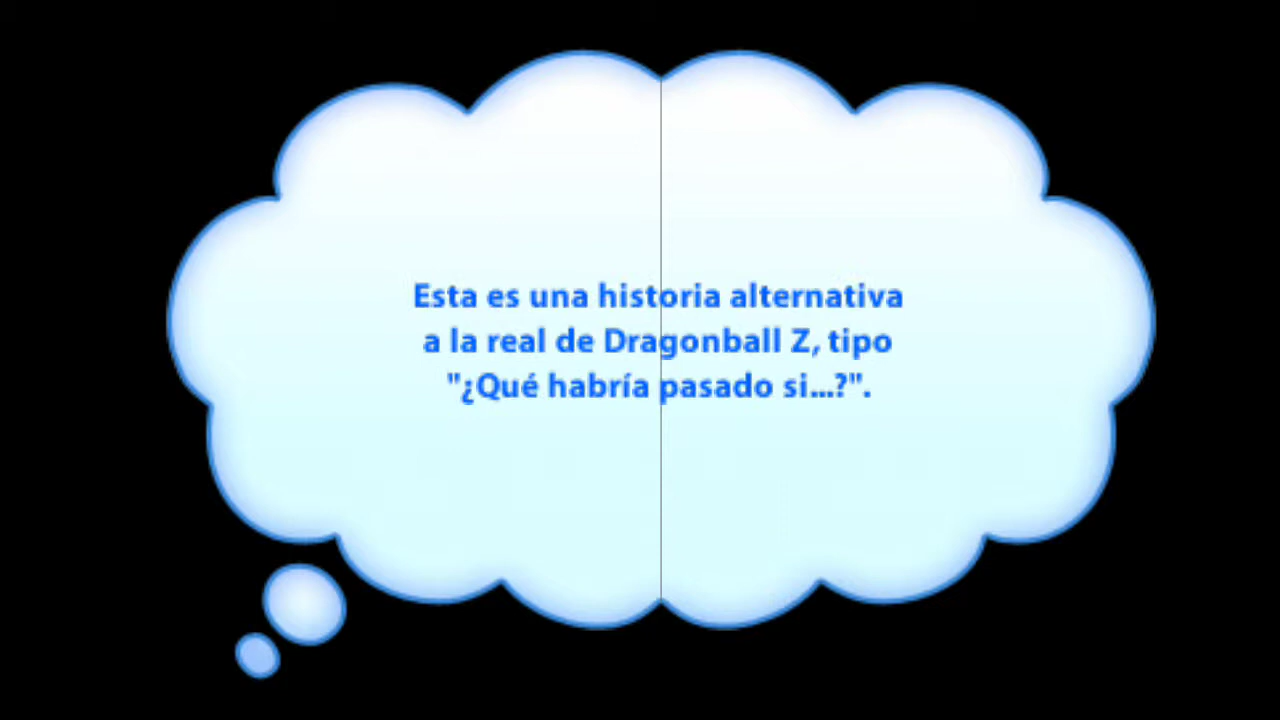 Esta es una historia alternativa
a la real de Dragonball Z, tipo
"¿Qué habría pasado si...?".